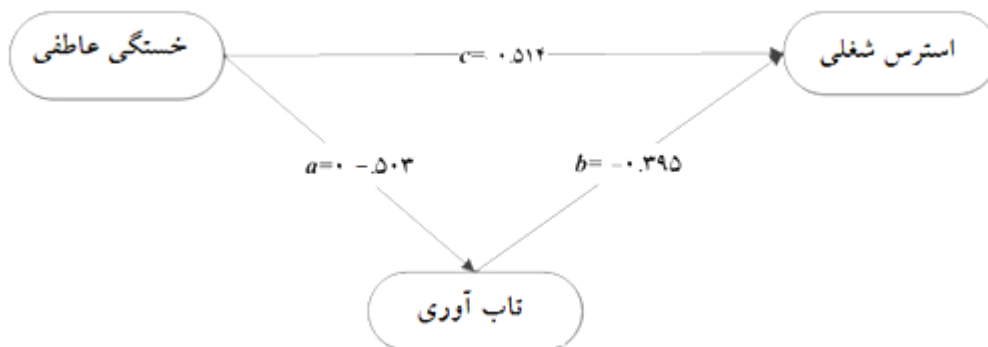 خستگی عاطفی
استرس شغلی
c= ۰.۵۱۴
a=۰ -.۵۰۳
b= -۰.۳۹۵
تاب آوری